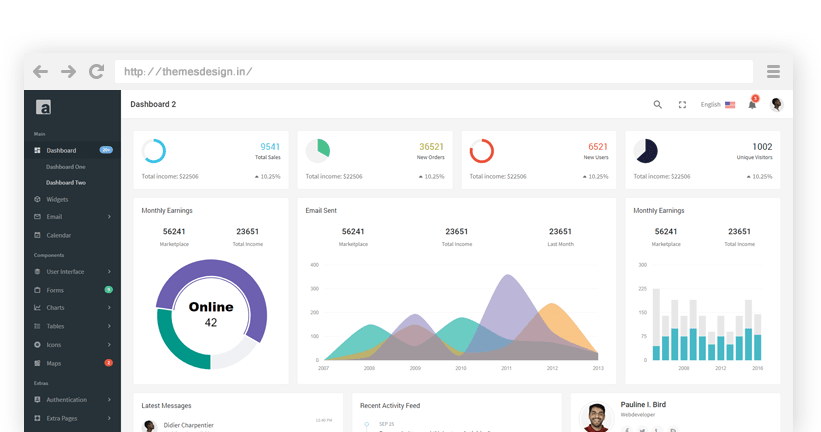 http://themesdesign.in/
a
Dashboard 2
English
3
Main
Dashboard
20+
Dashboard One
Dashboard Two
Widgets
Email
Calendar
Components
User Interface
Forms
Charts
Tables
Icons
Maps
2
Extras
Authentication
Extra Pages
9541
Total Sales
Total income: $22506
10.25%
36521
New Orders
Total income: $22506
10.25%
6521
New Users
Total income: $22506
10.25%
1002
Unique Visitors
Total income: $22506
10.25%
Monthly Earnings
56241 23651
Marketplace Total Income
Online
42
Email Sent
56241 23651 23651
Marketplace Total Income Last Month
400
300
200
100
0
2007 2008 2009 2010 2011 2012 2013
Monthly Earnings
56241 23651
Marketplace Total Income
300
225
150
75
0
2008 2012 2016
Latest Messages
Didier Charpentier
Recent Activity Feed
SEP 25
Pauline I. Bird
Webdeveloper